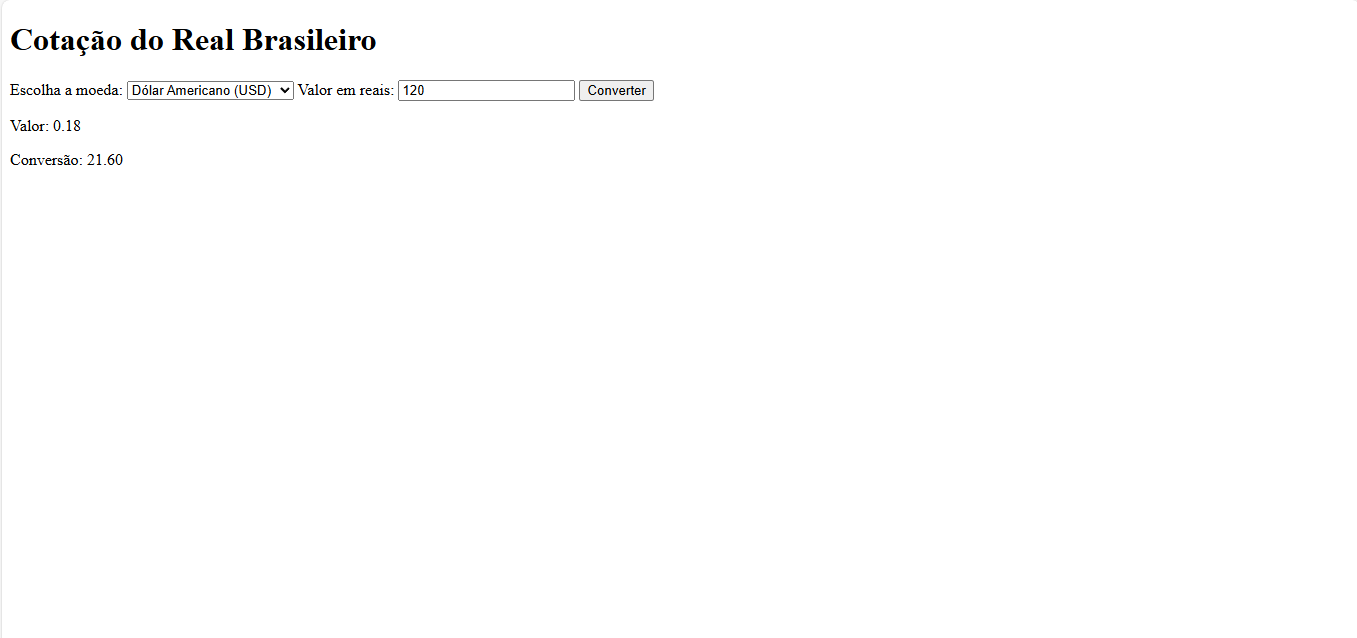 Cotação do Real Brasileiro
Escolha a moeda: Dólar Americano (USD) Valor em reais: 120 Converter
Valor: 0.18
Conversão: 21.60